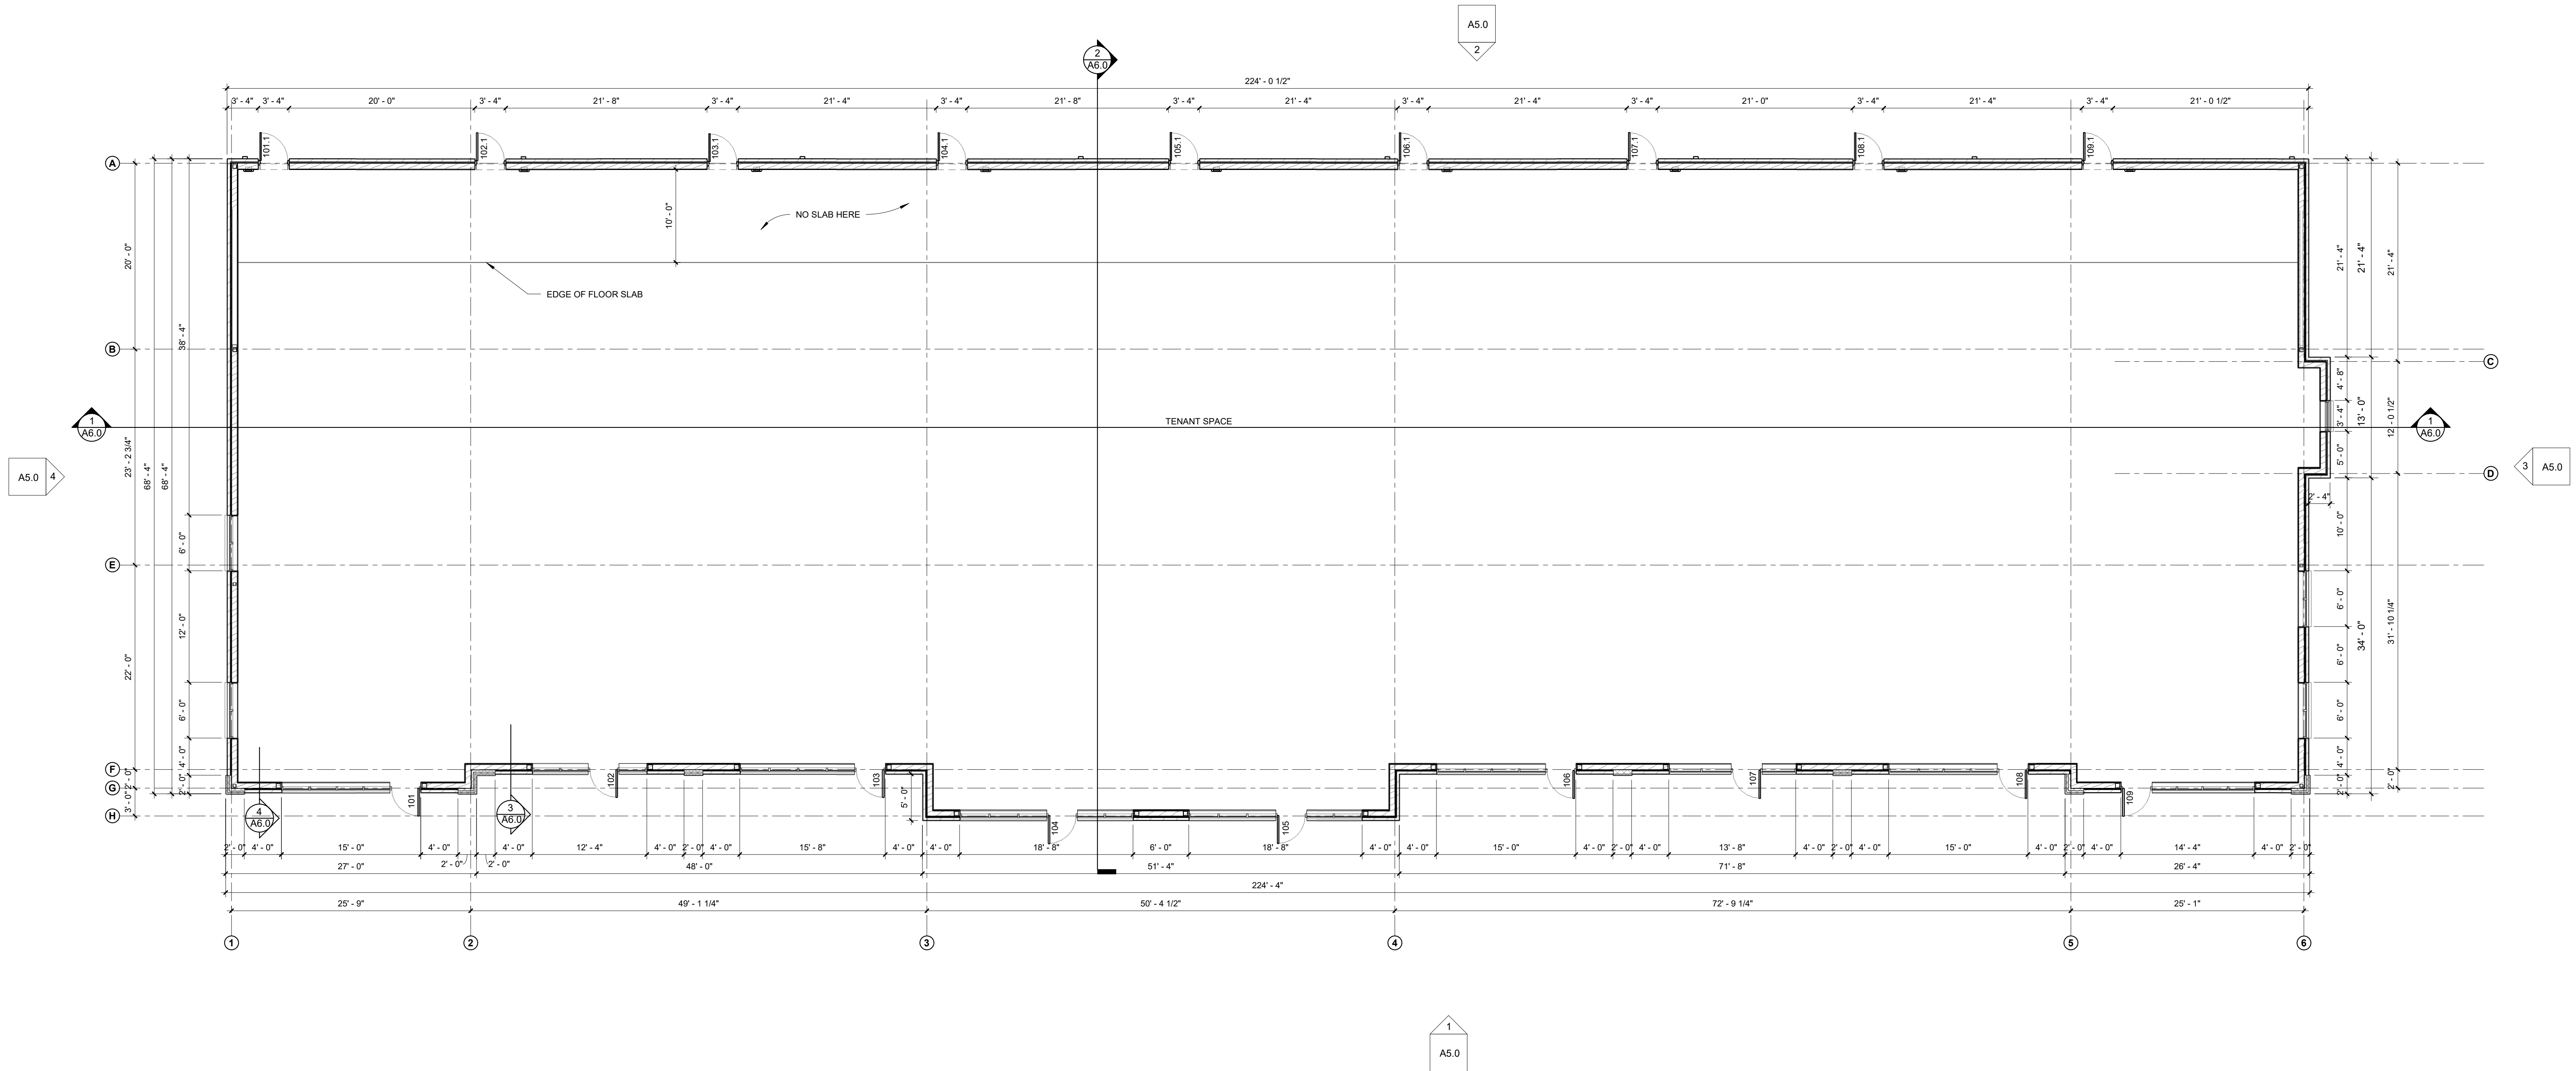 A5.0
2
2
A6.0
224' - 0 1/2"
3' - 4" 3' - 4" 20' - 0" 3' - 4" 21' - 8" 3' - 4" 21' - 4" 3' - 4" 21' - 8" 3' - 4" 21' - 4" 3' - 4" 21' - 4" 3' - 4" 21' - 0" 3' - 4" 21' - 4" 3' - 4" 21' - 0 1/2"
101.1 102.1 103.1 104.1 105.1 106.1 107.1 108.1 109.1
A
NO SLAB HERE
10' - 0"
20' - 0"
21' - 4" 21' - 4" 21' - 4"
EDGE OF FLOOR SLAB
38' - 4"
B
C
4' - 8"
3' - 4"
13' - 0"
12' - 0 1/2"
TENANT SPACE
1
A6.0
1
A6.0
23' - 2 3/4"
68' - 4"
68' - 4"
5' - 0"
A5.0 4
3 A5.0
D
2' - 4"
10' - 0"
6' - 0"
E
6' - 0"
12' - 0"
34' - 0"
31' - 10 1/4"
6' - 0"
22' - 0"
6' - 0"
6' - 0"
4' - 0"
4' - 0"
F
G
H
2' - 0"
3' - 0"
2' - 0"
2' - 0"
2' - 0"
101 102 103 104 105 106 107 108 109
5' - 0"
4
A6.0
3
A6.0
2' - 0" 4' - 0" 15' - 0" 4' - 0" 2' - 0" 2' - 0" 4' - 0" 12' - 4" 4' - 0" 2' - 0" 4' - 0" 15' - 8" 4' - 0" 4' - 0" 18' - 8" 6' - 0" 18' - 8" 4' - 0" 4' - 0" 15' - 0" 4' - 0" 2' - 0" 4' - 0" 13' - 8" 4' - 0" 2' - 0" 4' - 0" 15' - 0" 4' - 0" 2' - 0" 4' - 0" 14' - 4" 4' - 0" 2' - 0"
27' - 0" 48' - 0" 51' - 4" 71' - 8" 26' - 4"
224' - 4"
25' - 9" 49' - 1 1/4" 50' - 4 1/2" 72' - 9 1/4" 25' - 1"
1 2 3 4 5 6
1
A5.0